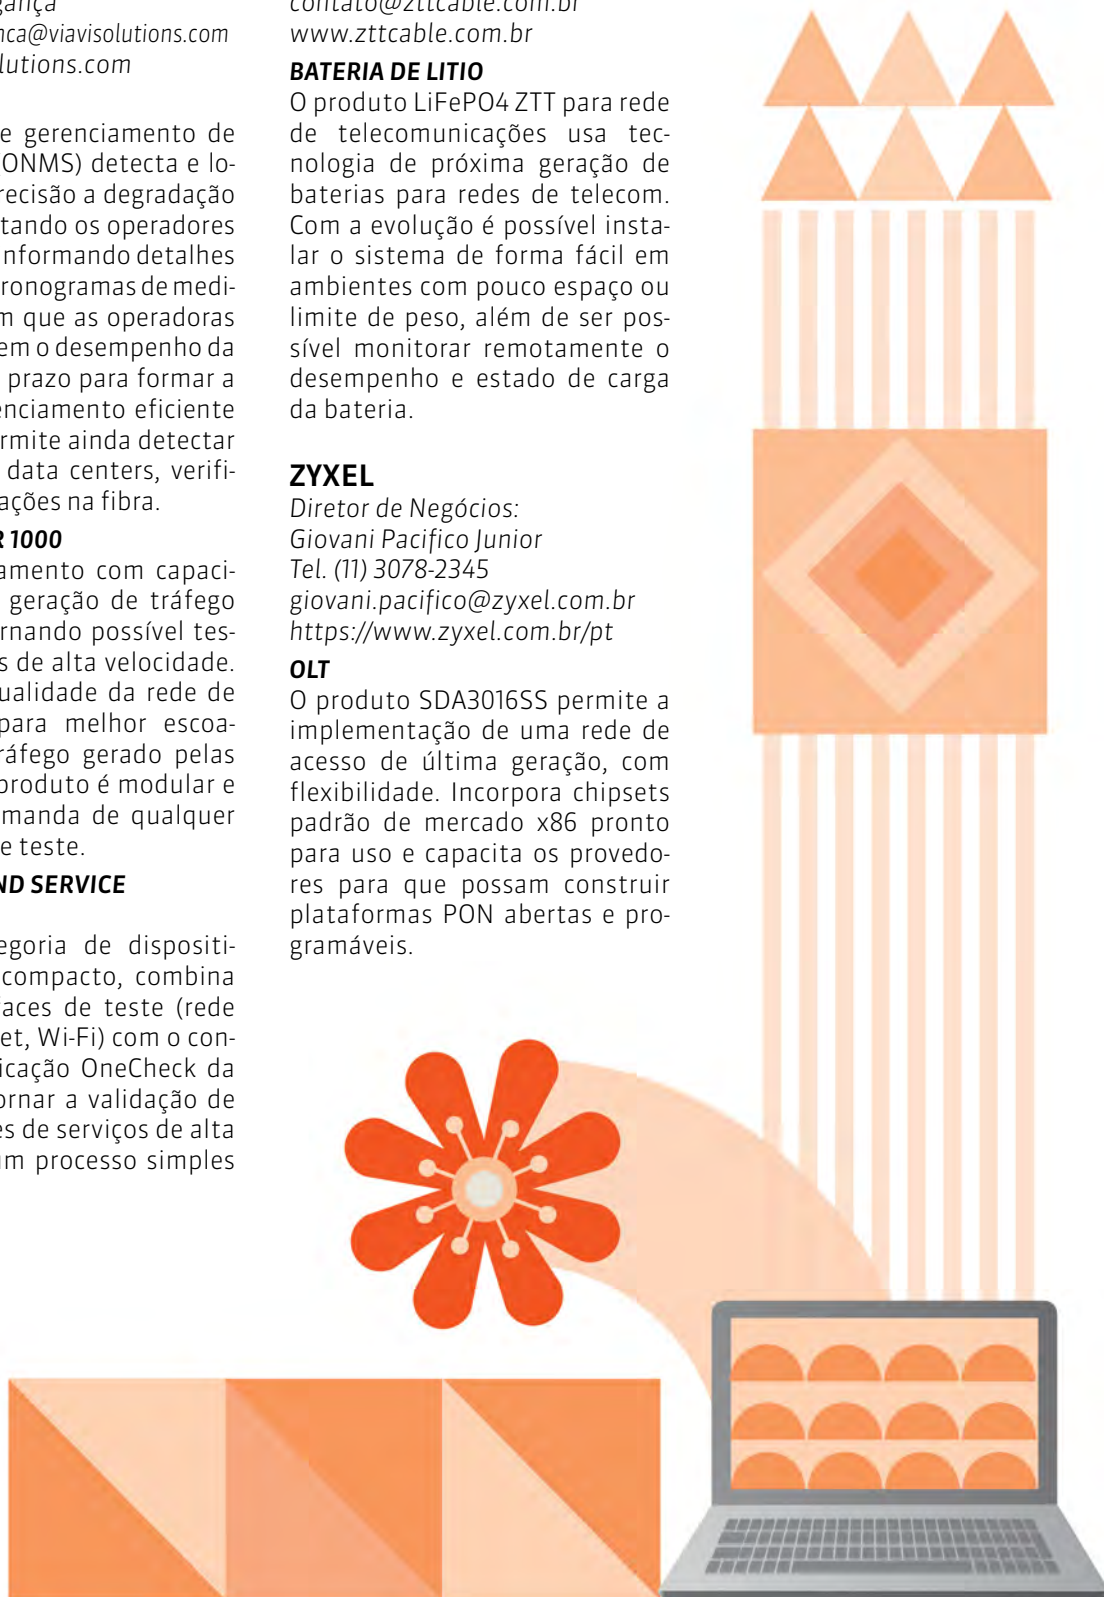 gança
nca@viavisolutions.com
lutions.com
e gerenciamento de
ONMS) detecta e lo-
recisão a degradação
tando os operadores
nformando detalhes
ronogramas de medi-
m que as operadoras
em o desempenho da
prazo para formar a
enciamento eficiente
rmite ainda detectar
data centers, verifi-
ações na fibra.
R 1000
amento com capaci-
geração de tráfego
rnando possível tes-
s de alta velocidade.
ualidade da rede de
para melhor escoa-
ráfego gerado pelas
produto é modular e
manda de qualquer
e teste.
ND SERVICE
egoria de dispositi-
compacto, combina
faces de teste (rede
et, Wi-Fi) com o con-
icação OneCheck da
ornar a validação de
es de serviços de alta
um processo simples
contato@zttcable.com.br
www.zttcable.com.br
BATERIA DE LITIO
O produto LiFePO4 ZTT para rede
de telecomunicações usa tec-
nologia de próxima geração de
baterias para redes de telecom.
Com a evolução é possível insta-
lar o sistema de forma fácil em
ambientes com pouco espaço ou
limite de peso, além de ser pos-
sível monitorar remotamente o
desempenho e estado de carga
da bateria.
ZYXEL
Diretor de Negócios:
Giovani Pacifico Junior
Tel. (11) 3078-2345
giovani.pacifico@zyxel.com.br
https://www.zyxel.com.br/pt
OLT
O produto SDA3016SS permite a
implementação de uma rede de
acesso de última geração, com
flexibilidade. Incorpora chipsets
padrão de mercado x86 pronto
para uso e capacita os provedo-
res para que possam construir
plataformas PON abertas e pro-
gramáveis.